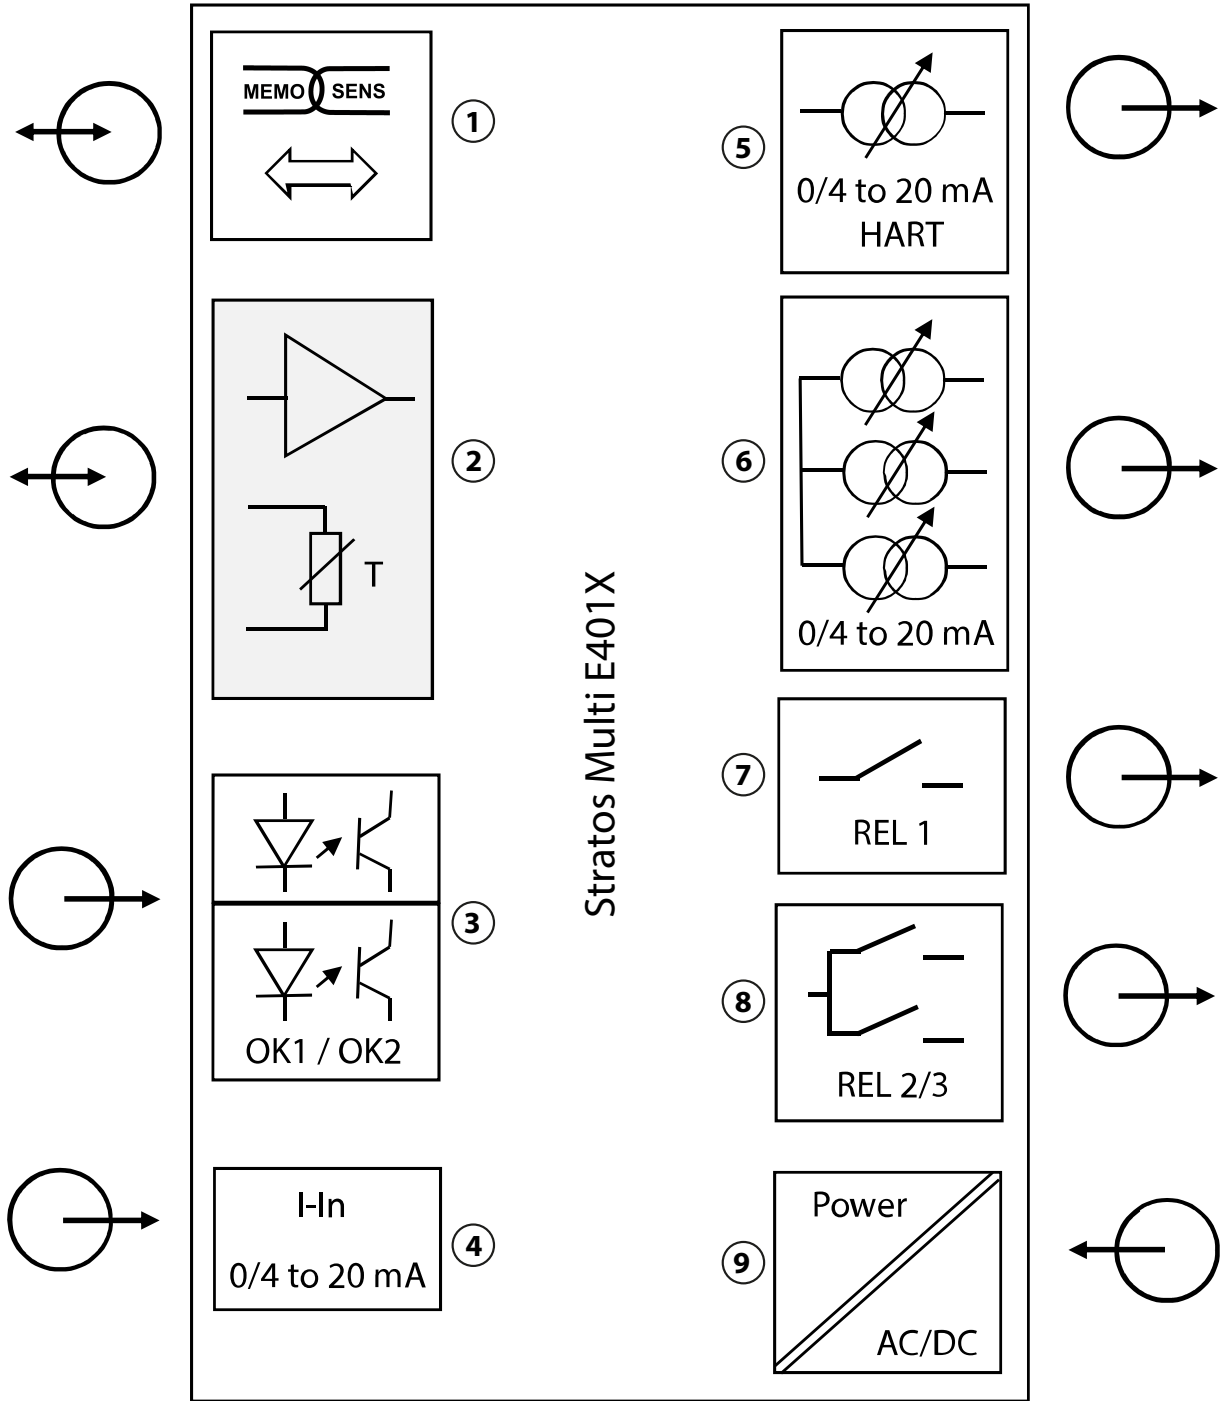 MEMO SENS
1
2
T
3
OK1 / OK2
I-In
0/4 to 20 mA
4
Stratos Multi E401X
5
0/4 to 20 mA
HART
6
0/4 to 20 mA
7
REL 1
8
REL 2/3
9
Power
AC/DC